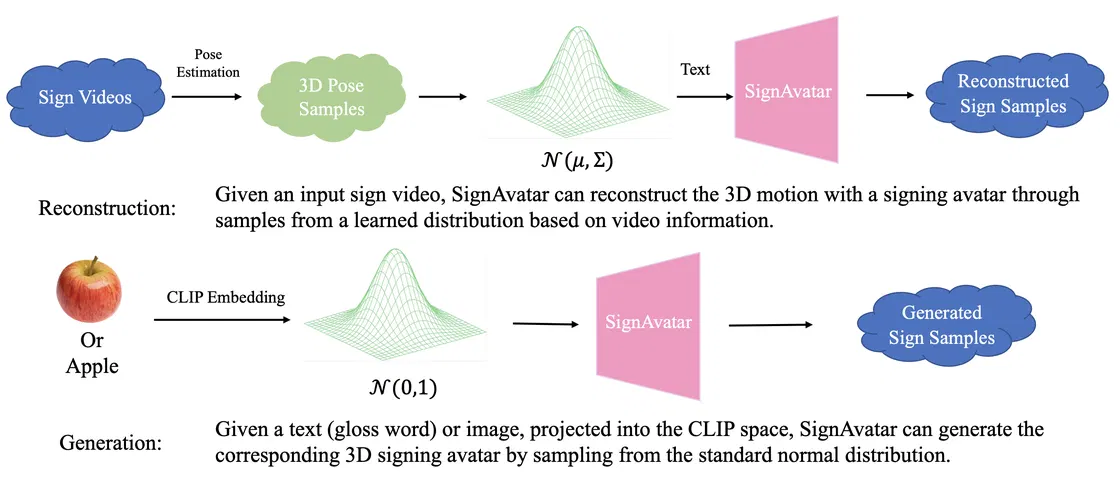 Sign Videos
Pose
Estimation
3D Pose
Samples
𝒩(μ, Σ)
Text
SignAvatar
Reconstructed
Sign Samples
Reconstruction:
Given an input sign video, SignAvatar can reconstruct the 3D motion with a signing avatar through
samples from a learned distribution based on video information.
Or
Apple
CLIP Embedding
𝒩(0,1)
SignAvatar
Generated
Sign Samples
Generation:
Given a text (gloss word) or image, projected into the CLIP space, SignAvatar can generate the
corresponding 3D signing avatar by sampling from the standard normal distribution.